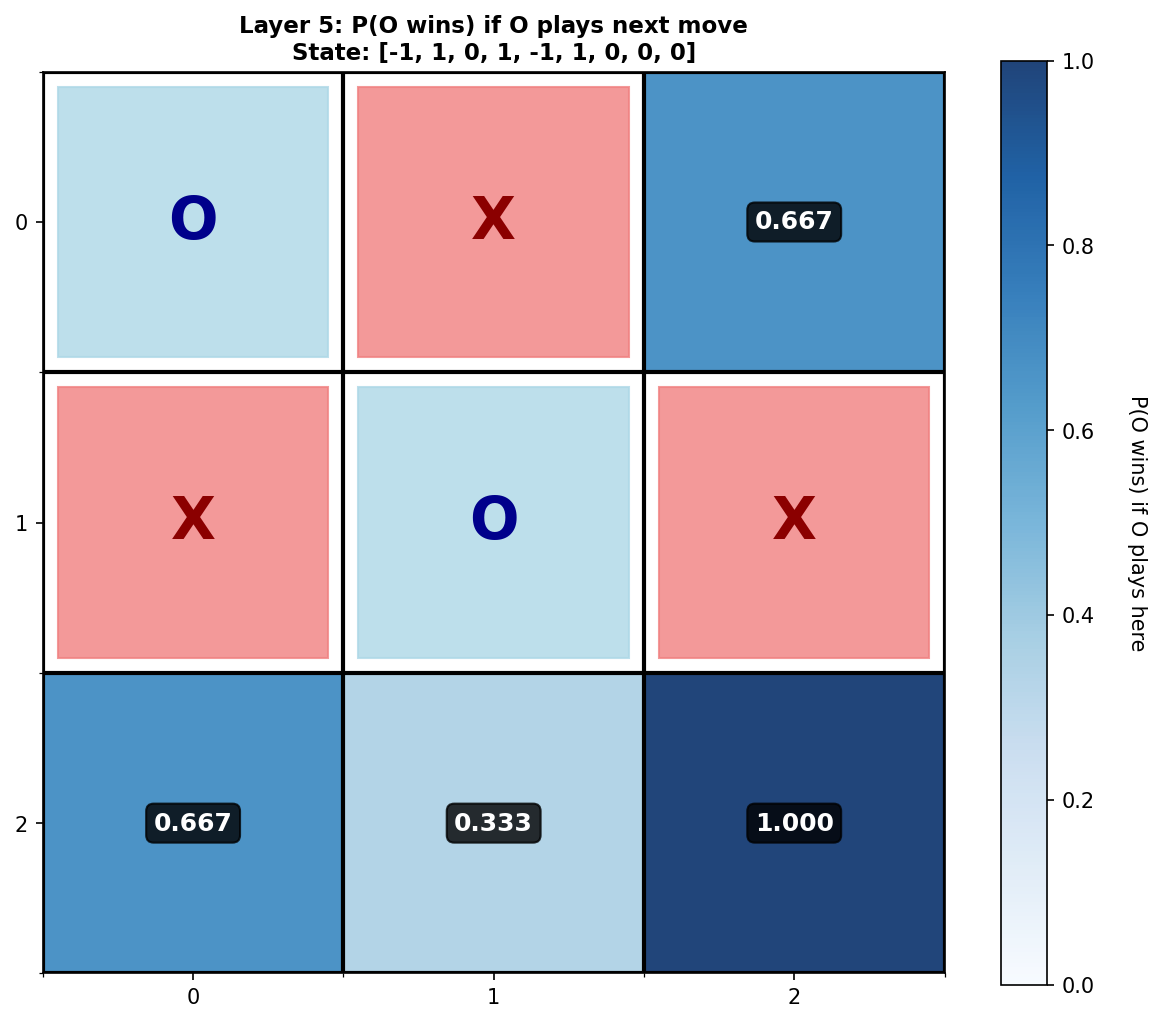 Layer 5: P(O wins) if O plays next move
State: [-1, 1, 0, 1, -1, 1, 0, 0, 0]
0
O
X
0.667
1
X
O
X
2
0.667
0.333
1.000
0
1
2
1.0
0.8
0.6
0.4
0.2
0.0
P(O wins) if O plays here